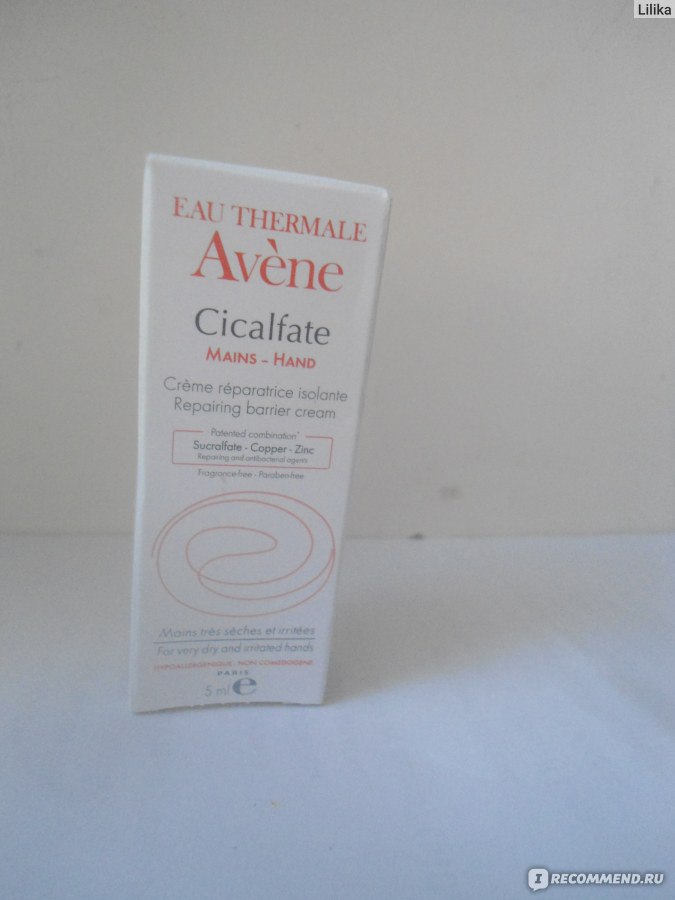 Lilika
EAU THERMALE
Avène
Cicalfate
MAINS - HAND
Crème réparatrice isolante
Repairing barrier cream
Patented combination*
Sucralfate - Copper - Zinc
Repairing and antibacterial agents
Fragrance-free - Paraben-free
Mains très sèches et irritées
For very dry and irritated hands
HYPOALLERGÉNIQUE - NON COMEDOGENE
PARIS
5 ml e
I RECOMMEND.RU